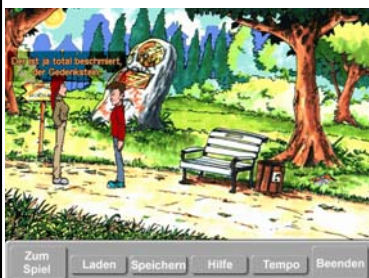 Der ist ja total beschmiert,
der Gedenkstein.
Zum
Spiel
Laden
Speichern
Hilfe
Tempo
Beenden